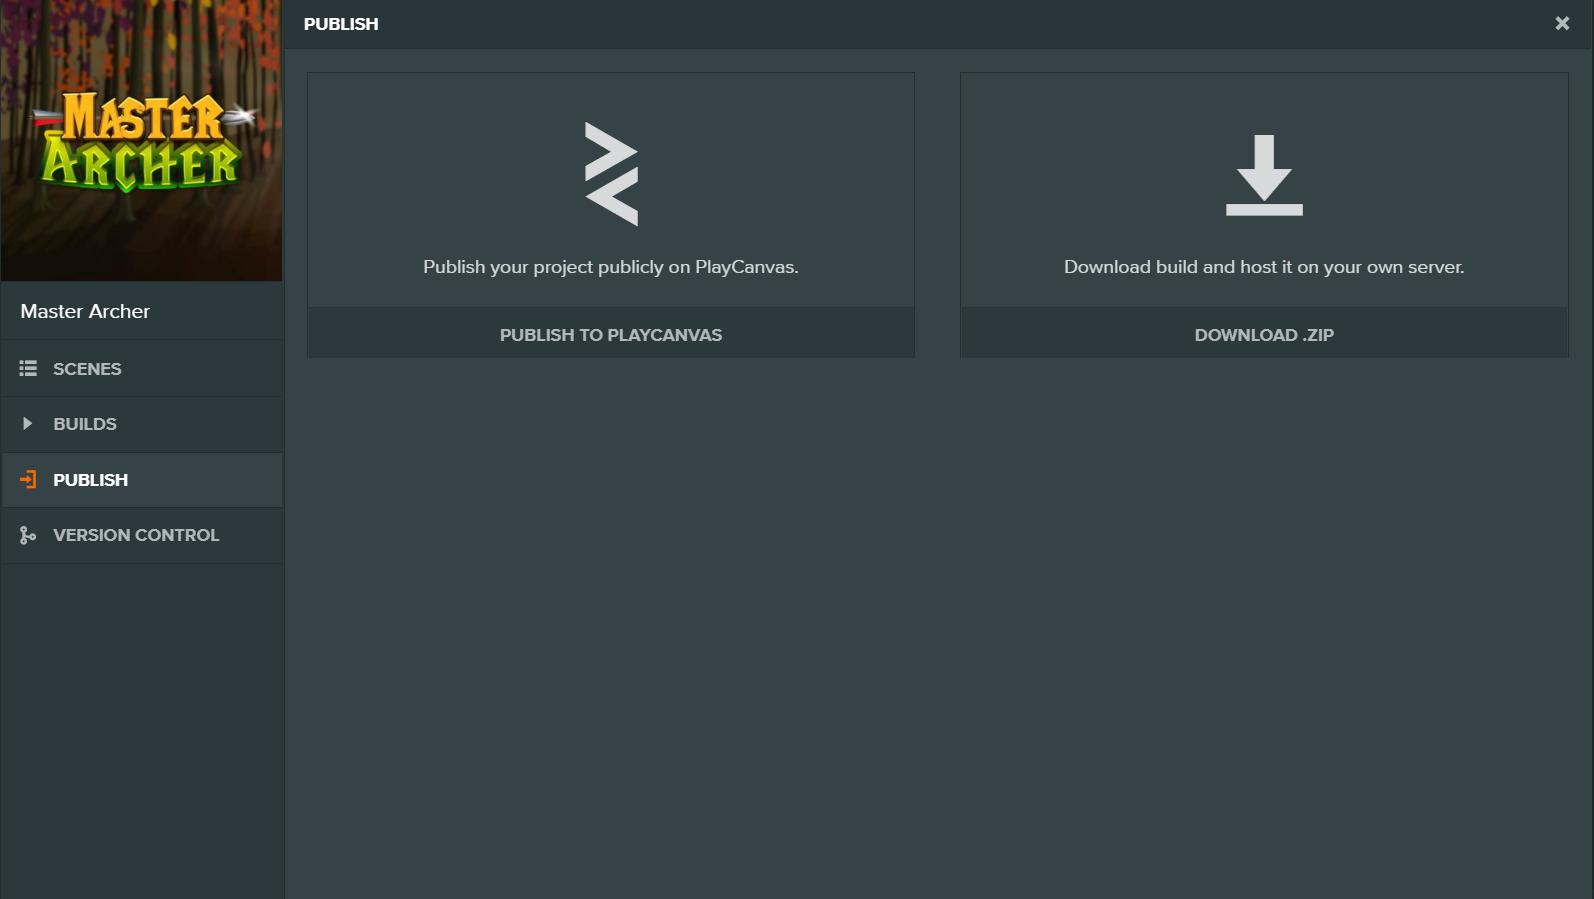 MASTER
ARCHER
Master Archer
SCENES
BUILDS
PUBLISH
VERSION CONTROL
PUBLISH
Publish your project publicly on PlayCanvas.
PUBLISH TO PLAYCANVAS
Download build and host it on your own server.
DOWNLOAD .ZIP